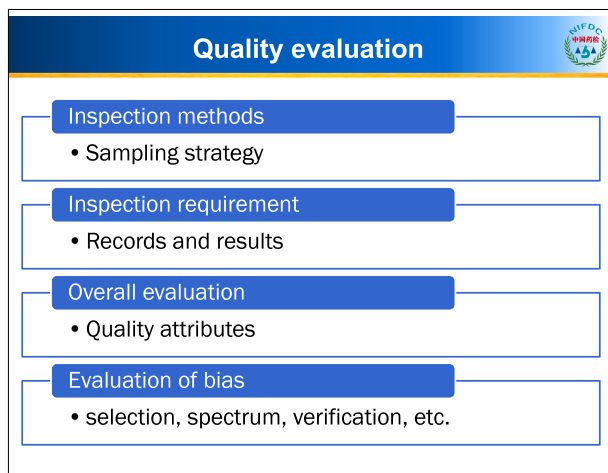 Quality evaluation
NIFDC
中国药检
Inspection methods
• Sampling strategy
Inspection requirement
• Records and results
Overall evaluation
• Quality attributes
Evaluation of bias
• selection, spectrum, verification, etc.